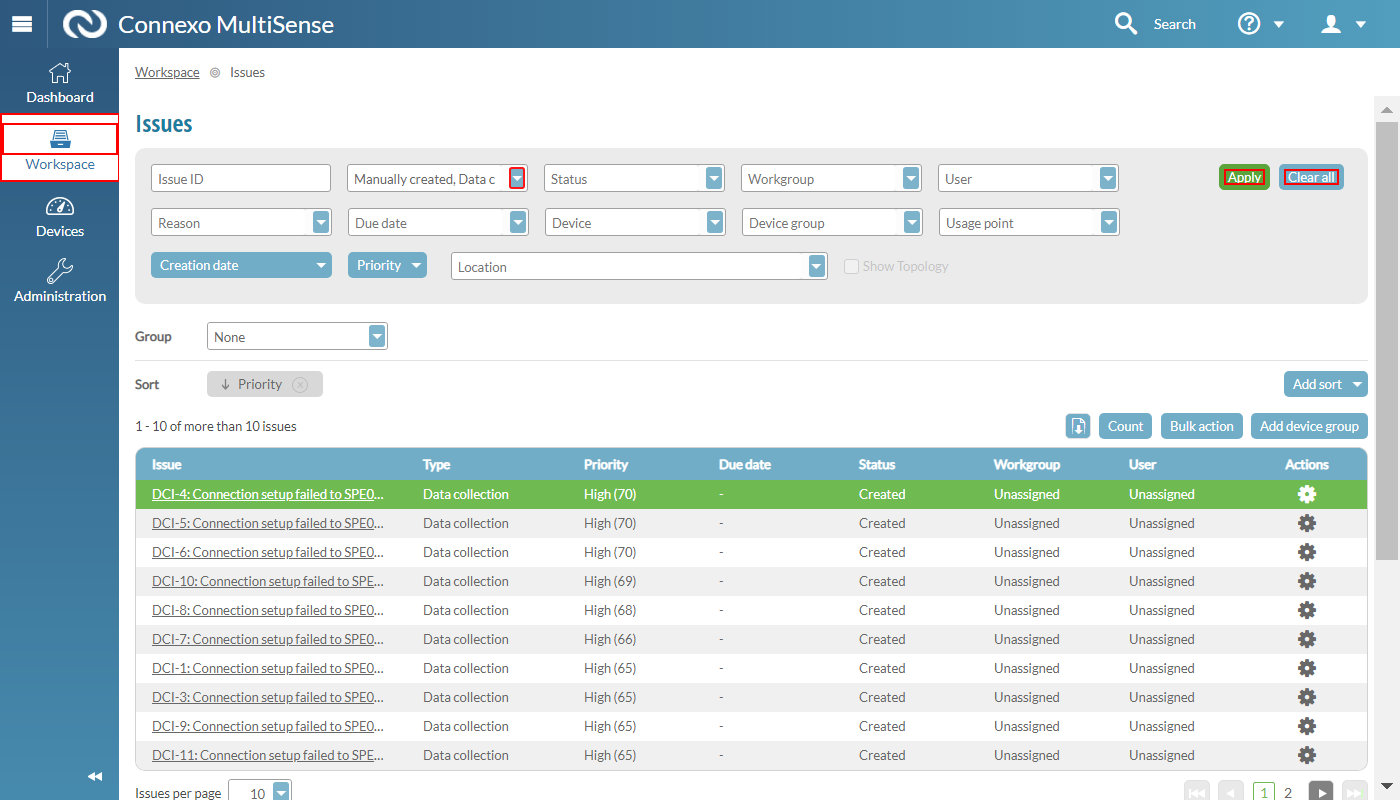 Connexo MultiSense
Search
Dashboard
Workspace
Devices
Administration
Workspace Issues
Issues
Issue ID Manually created, Data c Status Workgroup User Apply Clear all
Reason Due date Device Device group Usage point
Creation date Priority Location Show Topology
Group None
Sort Priority Add sort
1 - 10 of more than 10 issues Count Bulk action Add device group
Issue Type Priority Due date Status Workgroup User Actions
DCI-4: Connection setup failed to SPE0... Data collection High (70) - Created Unassigned Unassigned
DCI-5: Connection setup failed to SPE0... Data collection High (70) - Created Unassigned Unassigned
DCI-6: Connection setup failed to SPE0... Data collection High (70) - Created Unassigned Unassigned
DCI-10: Connection setup failed to SPE... Data collection High (69) - Created Unassigned Unassigned
DCI-8: Connection setup failed to SPE0... Data collection High (68) - Created Unassigned Unassigned
DCI-7: Connection setup failed to SPE0... Data collection High (66) - Created Unassigned Unassigned
DCI-1: Connection setup failed to SPE0... Data collection High (65) - Created Unassigned Unassigned
DCI-3: Connection setup failed to SPE0... Data collection High (65) - Created Unassigned Unassigned
DCI-9: Connection setup failed to SPE0... Data collection High (65) - Created Unassigned Unassigned
DCI-11: Connection setup failed to SPE... Data collection High (65) - Created Unassigned Unassigned
Issues per page 10 1 2